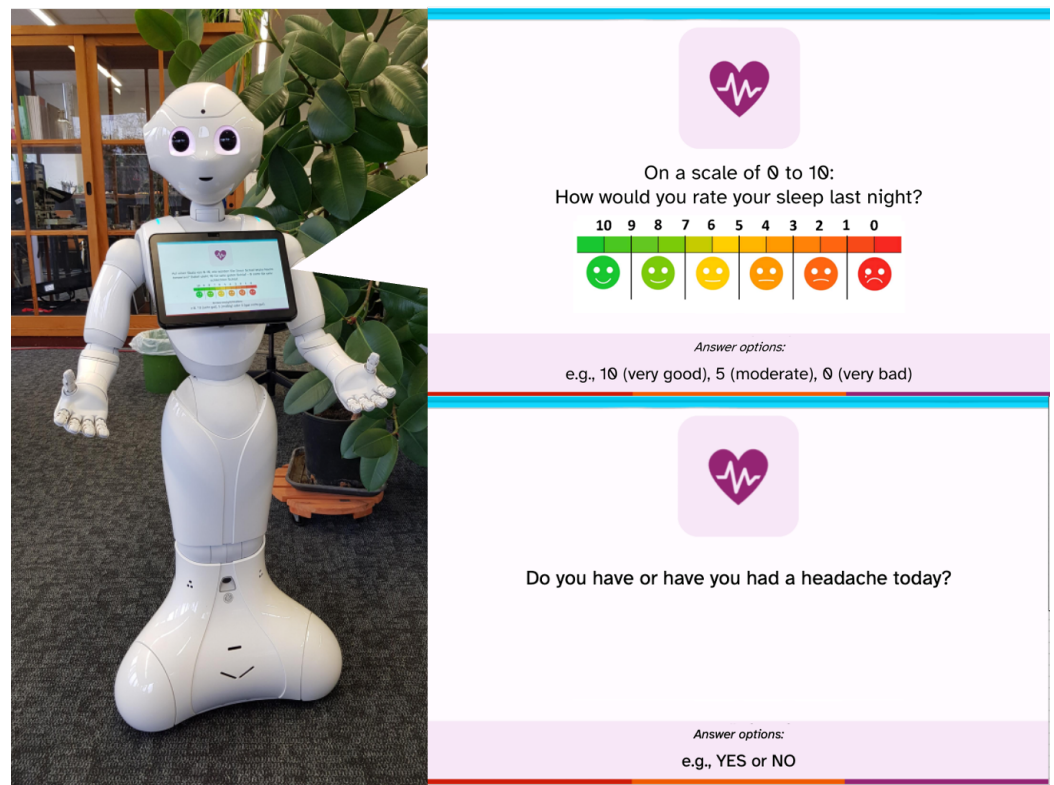 On a scale of 0 to 10:
How would you rate your sleep last night?
10 9 8 7 6 5 4 3 2 1 0
Answer options:
e.g., 10 (very good), 5 (moderate), 0 (very bad)
Do you have or have you had a headache today?
Answer options:
e.g., YES or NO